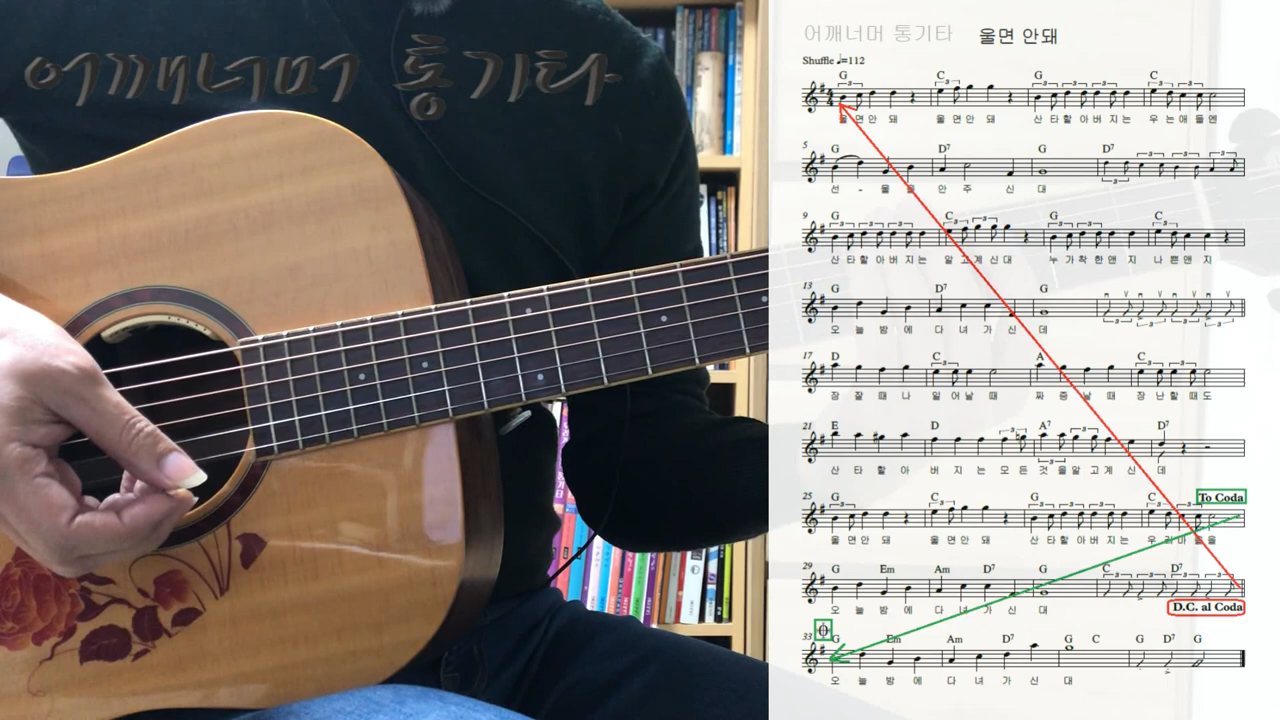 어깨너머 통기타
어깨너머 통기타 울면 안돼
Shuffle ♩=112
G C G C
울 면안 돼 울 면안 돼 산 타할 아버 지 는 우 는애 들엔
5 G D7 G D7
선 - 물 을 안 주 신 대
9 G C G C
산 타할 아버 지는 알 고계 신 대 누 가착 한앤 지 나 쁜앤 지
13 G D7 G
오 늘 밤 에 다 녀 가 신 데
17 D C A C
잠 잘 때 나 일 어날 때 짜 증 날 때 장 난할 때 도
21 E D A7 D7
산 타 할 아 버 지 는 모 든 것 을알 고계 신 데
To Coda
25 G C G C
울 면안 돼 울 면안 돼 산 타할 아버 지 는 우 리마 을을
29 G Em Am D7 G C D7
오 늘 밤 에 다 녀 가 신 대
D.C. al Coda
33 G Em Am D7 G C G D7 G
오 늘 밤 에 다 녀 가 신 대